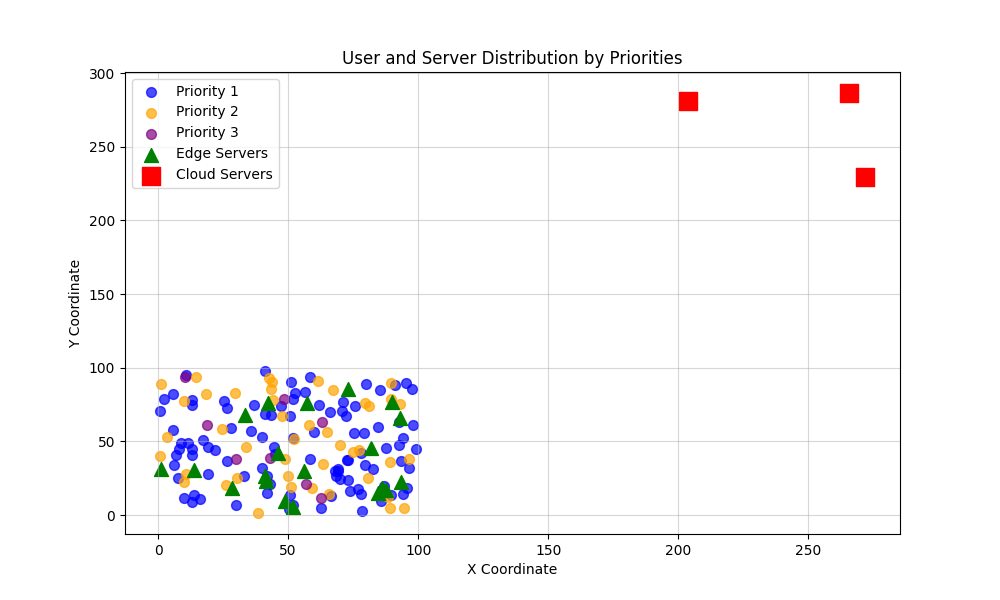 User and Server Distribution by Priorities
300
250
200
150
100
50
0
Y Coordinate
Priority 1
Priority 2
Priority 3
Edge Servers
Cloud Servers
0 50 100 150 200 250
X Coordinate